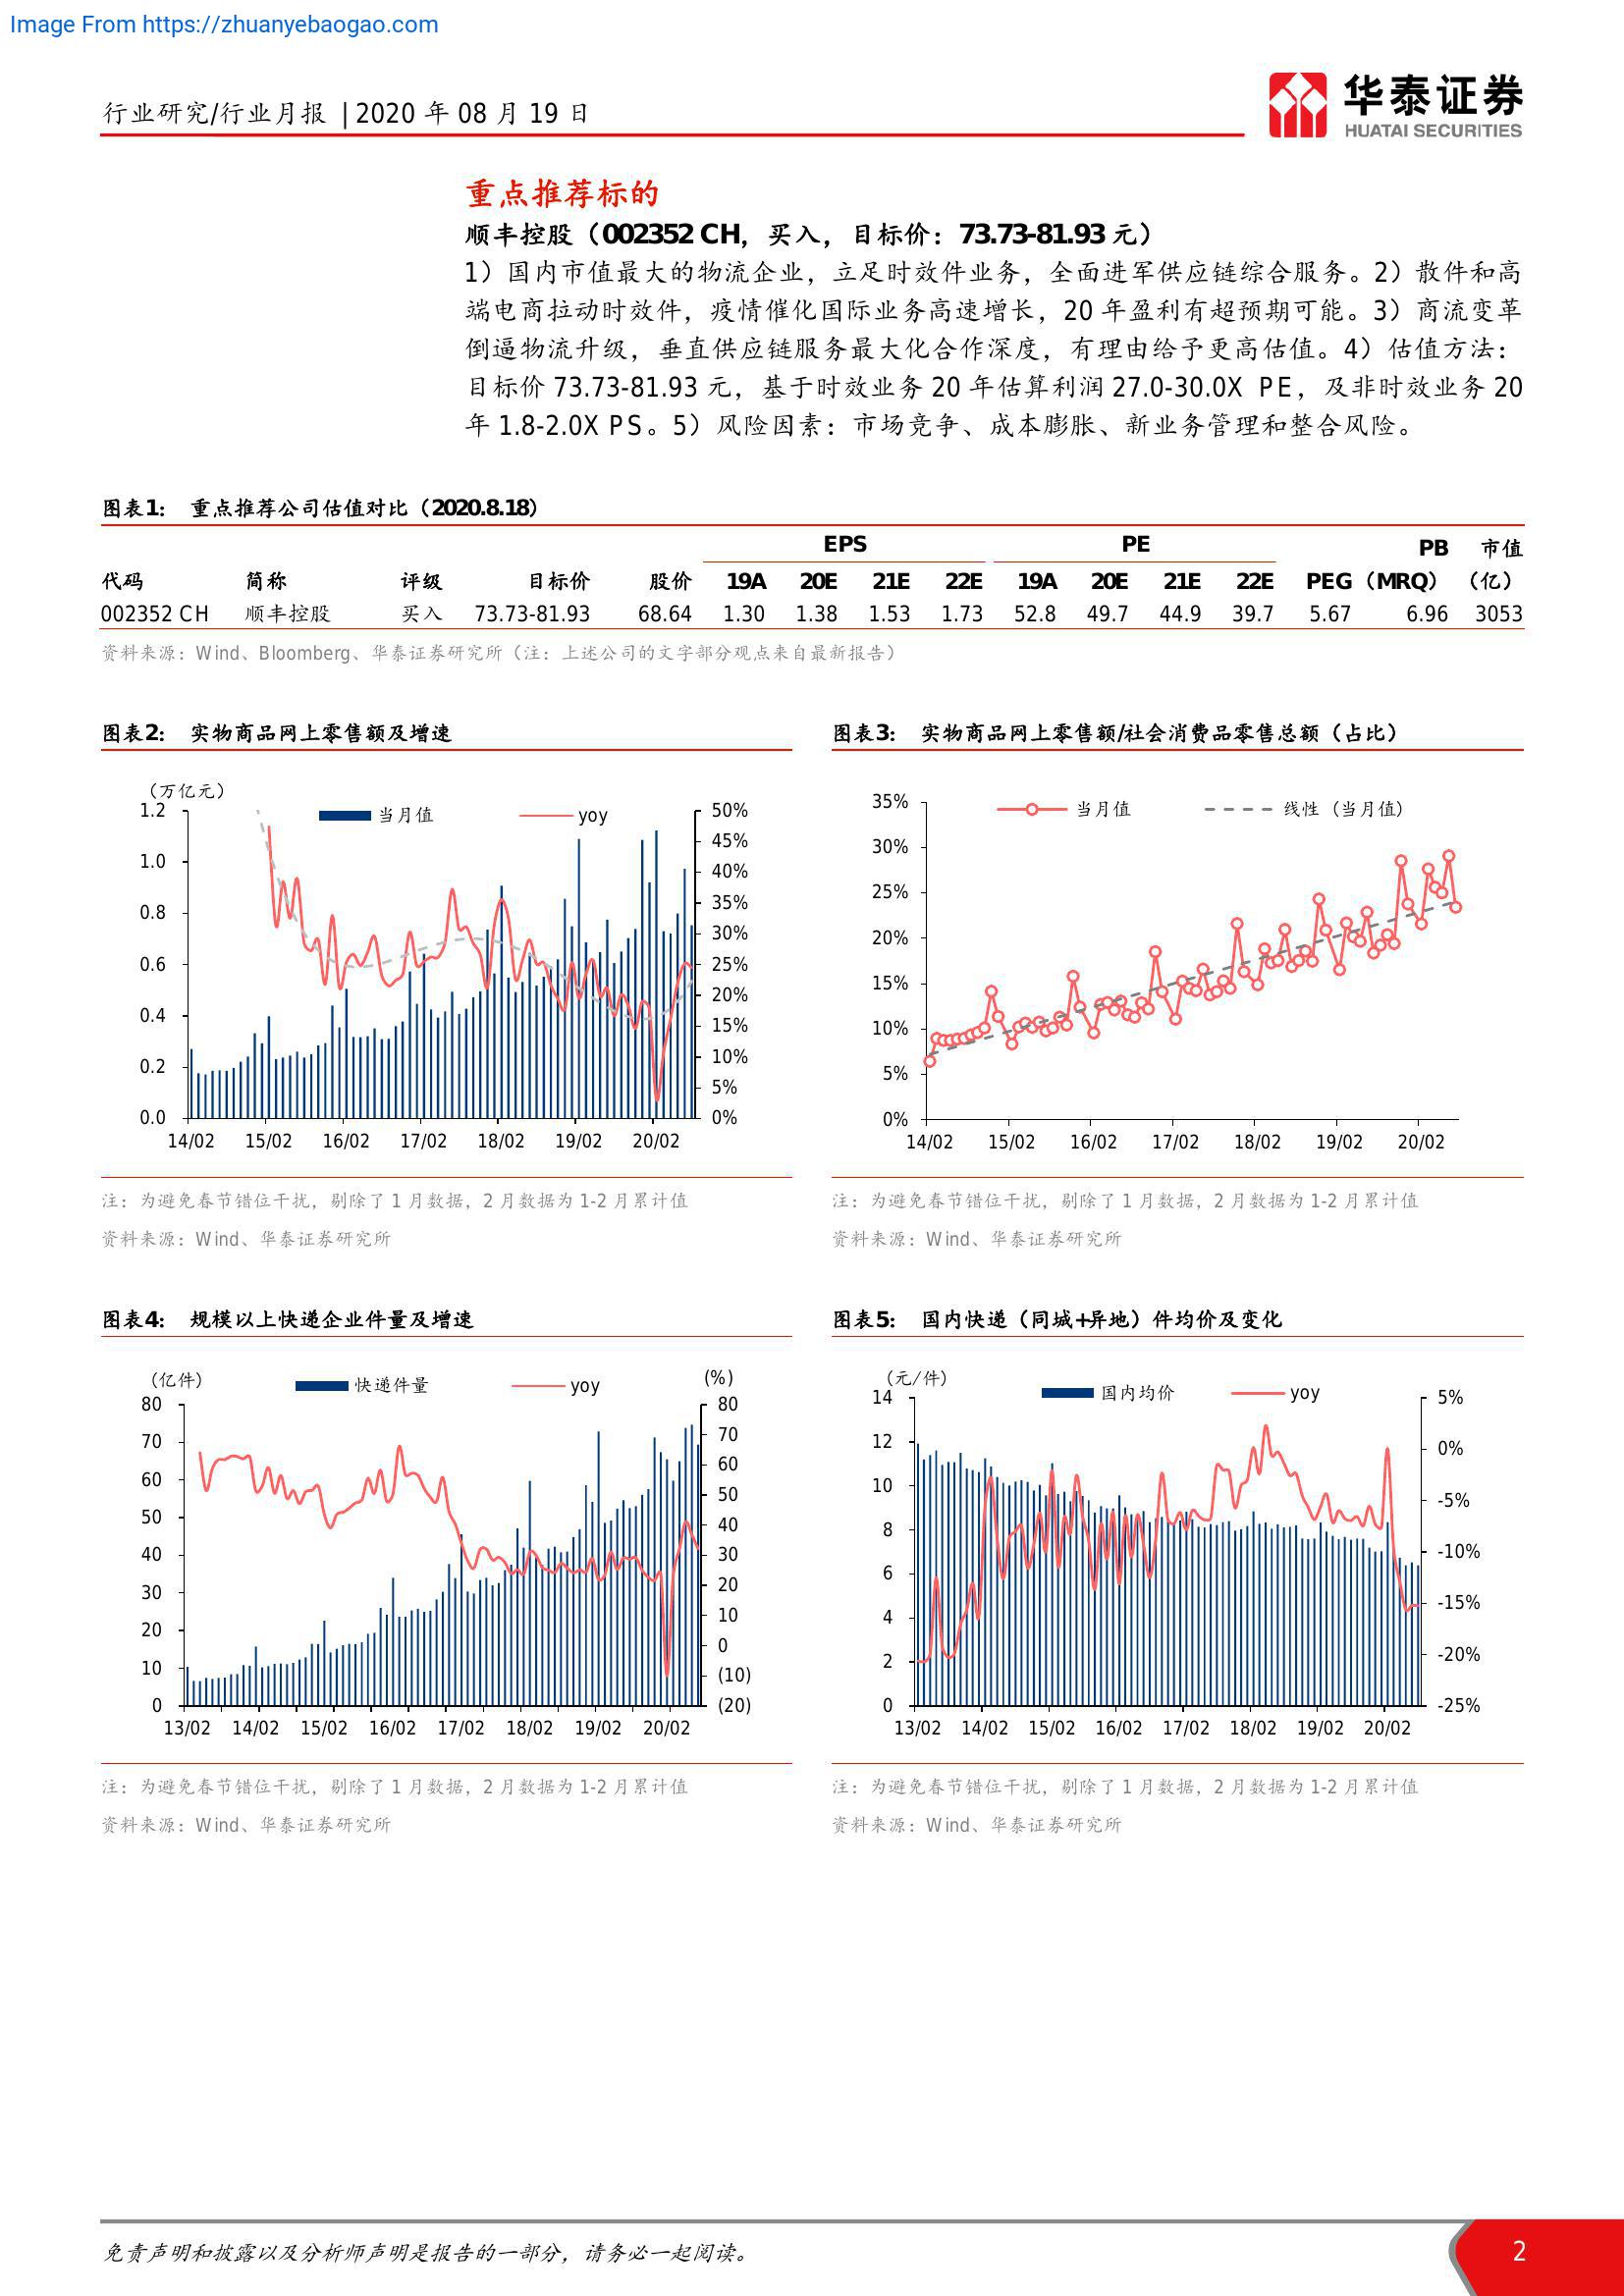 Image From https://zhuanyebaogao.com
行业研究/行业月报 | 2020 年 08 月 19 日
华泰证券
HUATAI SECURITIES
重点推荐标的
顺丰控股（002352 CH，买入，目标价：73.73-81.93 元）
1）国内市值最大的物流企业，立足时效件业务，全面进军供应链综合服务。2）散件和高
端电商拉动时效件，疫情催化国际业务高速增长，20 年盈利有超预期可能。3）商流变革
倒逼物流升级，垂直供应链服务最大化合作深度，有理由给予更高估值。4）估值方法：
目标价 73.73-81.93 元，基于时效业务 20 年估算利润 27.0-30.0X PE，及非时效业务 20
年 1.8-2.0X PS。5）风险因素：市场竞争、成本膨胀、新业务管理和整合风险。
图表1： 重点推荐公司估值对比（2020.8.18）
EPS PE PB 市值
代码 简称 评级 目标价 股价 19A 20E 21E 22E 19A 20E 21E 22E PEG （MRQ） （亿）
002352 CH 顺丰控股 买入 73.73-81.93 68.64 1.30 1.38 1.53 1.73 52.8 49.7 44.9 39.7 5.67 6.96 3053
资料来源：Wind、Bloomberg、华泰证券研究所（注：上述公司的文字部分观点来自最新报告）
图表2： 实物商品网上零售额及增速
（万亿元）
当月值 yoy
1.2
1.0
0.8
0.6
0.4
0.2
0.0
50%
45%
40%
35%
30%
25%
20%
15%
10%
5%
0%
14/02 15/02 16/02 17/02 18/02 19/02 20/02
注：为避免春节错位干扰，剔除了 1 月数据，2 月数据为 1-2 月累计值
资料来源：Wind、华泰证券研究所
图表3： 实物商品网上零售额/社会消费品零售总额（占比）
当月值 线性（当月值）
35%
30%
25%
20%
15%
10%
5%
0%
14/02 15/02 16/02 17/02 18/02 19/02 20/02
注：为避免春节错位干扰，剔除了 1 月数据，2 月数据为 1-2 月累计值
资料来源：Wind、华泰证券研究所
图表4： 规模以上快递企业件量及增速
（亿件） (%)
快递件量 yoy
80
70
60
50
40
30
20
10
0
80
70
60
50
40
30
20
10
0
(10)
(20)
13/02 14/02 15/02 16/02 17/02 18/02 19/02 20/02
注：为避免春节错位干扰，剔除了 1 月数据，2 月数据为 1-2 月累计值
资料来源：Wind、华泰证券研究所
图表5： 国内快递（同城+异地）件均价及变化
（元/件）
国内均价 yoy
14
12
10
8
6
4
2
0
5%
0%
-5%
-10%
-15%
-20%
-25%
13/02 14/02 15/02 16/02 17/02 18/02 19/02 20/02
注：为避免春节错位干扰，剔除了 1 月数据，2 月数据为 1-2 月累计值
资料来源：Wind、华泰证券研究所
免责声明和披露以及分析师声明是报告的一部分，请务必一起阅读。
2